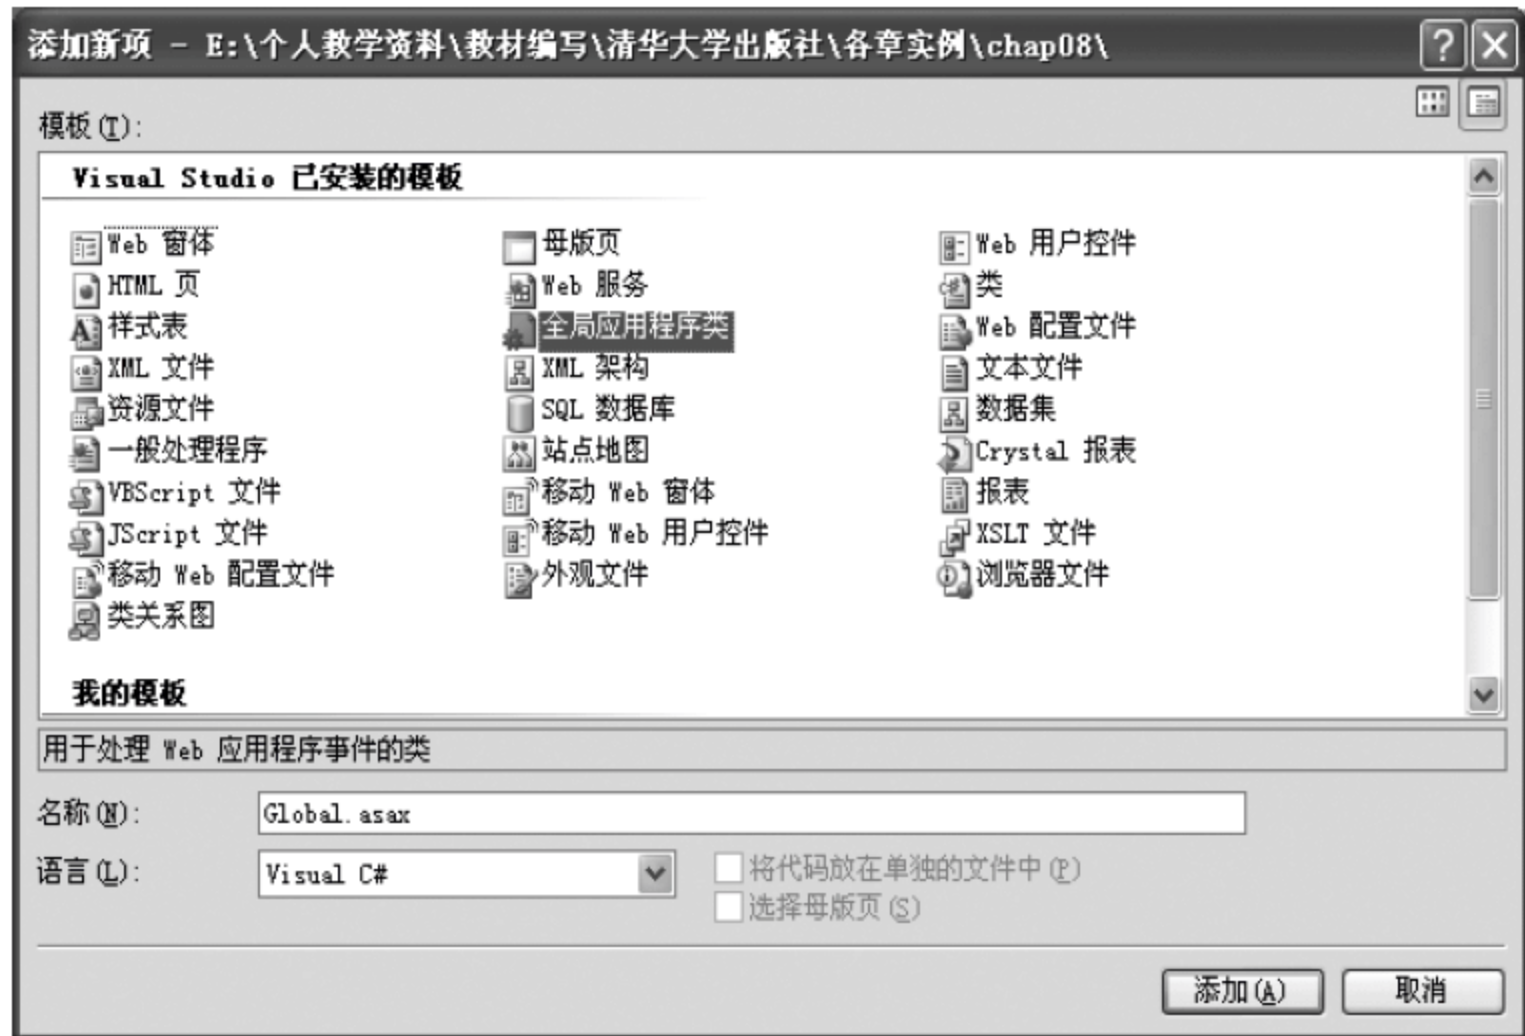 添加新项 - E:\个人教学资料\教材编写\清华大学出版社\各章实例\chap08\
模板(T):
Visual Studio 已安装的模板
Web 窗体 母版页 Web 用户控件
HTML 页 Web 服务 类
样式表 全局应用程序类 Web 配置文件
XML 文件 XML 架构 文本文件
资源文件 SQL 数据库 数据集
一般处理程序 站点地图 Crystal 报表
VBScript 文件 移动 Web 窗体 报表
JScript 文件 移动 Web 用户控件 XSLT 文件
移动 Web 配置文件 外观文件 浏览器文件
类关系图
我的模板
用于处理 Web 应用程序事件的类
名称(N): Global.asax
语言(L): Visual C# 将代码放在单独的文件中(P)
选择母版页(S)
添加(A) 取消